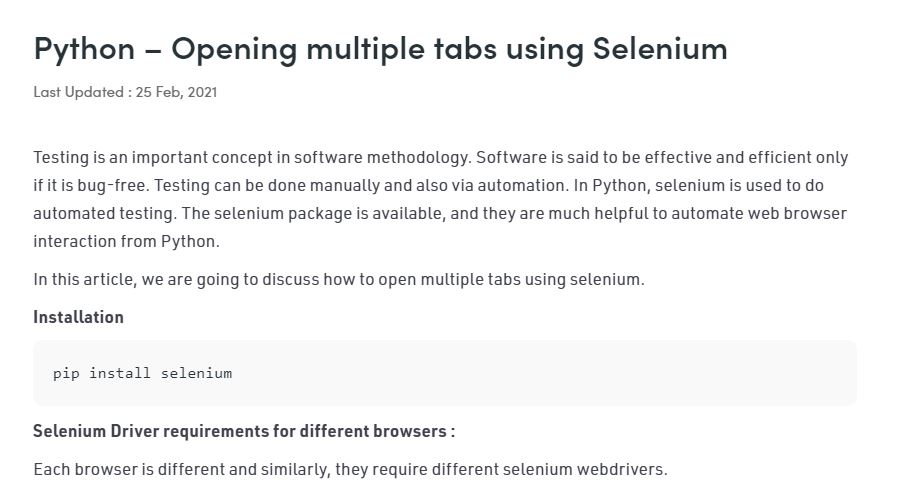 Python – Opening multiple tabs using Selenium
Last Updated : 25 Feb, 2021
Testing is an important concept in software methodology. Software is said to be effective and efficient only
if it is bug-free. Testing can be done manually and also via automation. In Python, selenium is used to do
automated testing. The selenium package is available, and they are much helpful to automate web browser
interaction from Python.
In this article, we are going to discuss how to open multiple tabs using selenium.
Installation
pip install selenium
Selenium Driver requirements for different browsers :
Each browser is different and similarly, they require different selenium webdrivers.